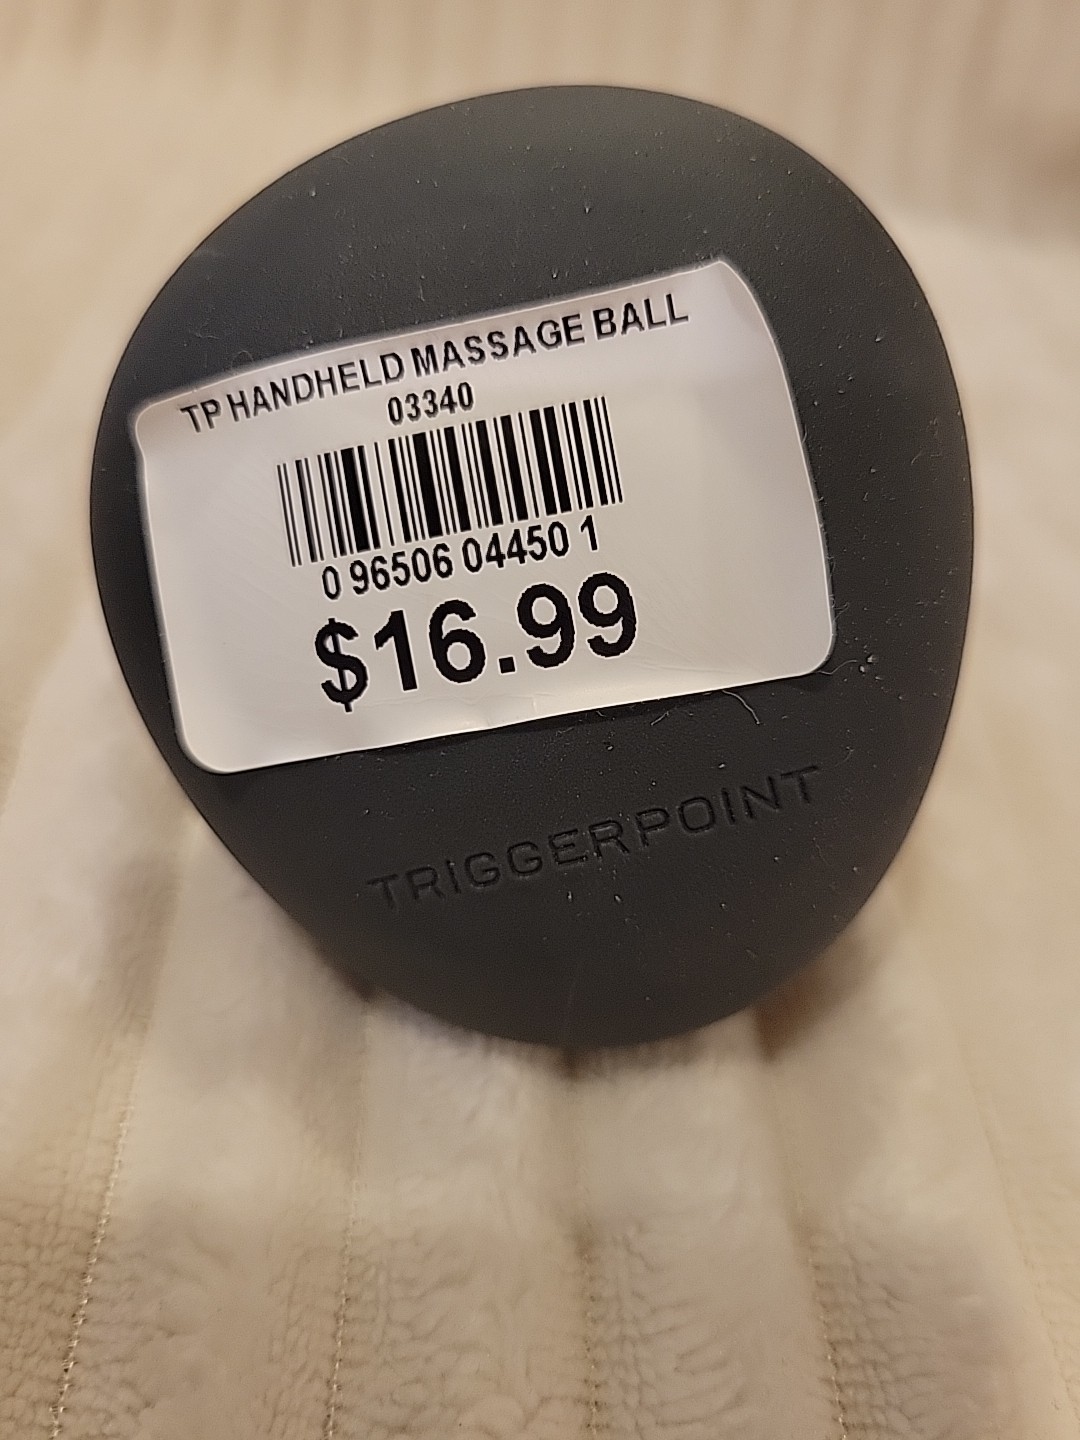 TP HANDHELD MASSAGE BALL
03340
0 96506 04450 1
$16.99
TRIGGERPOINT